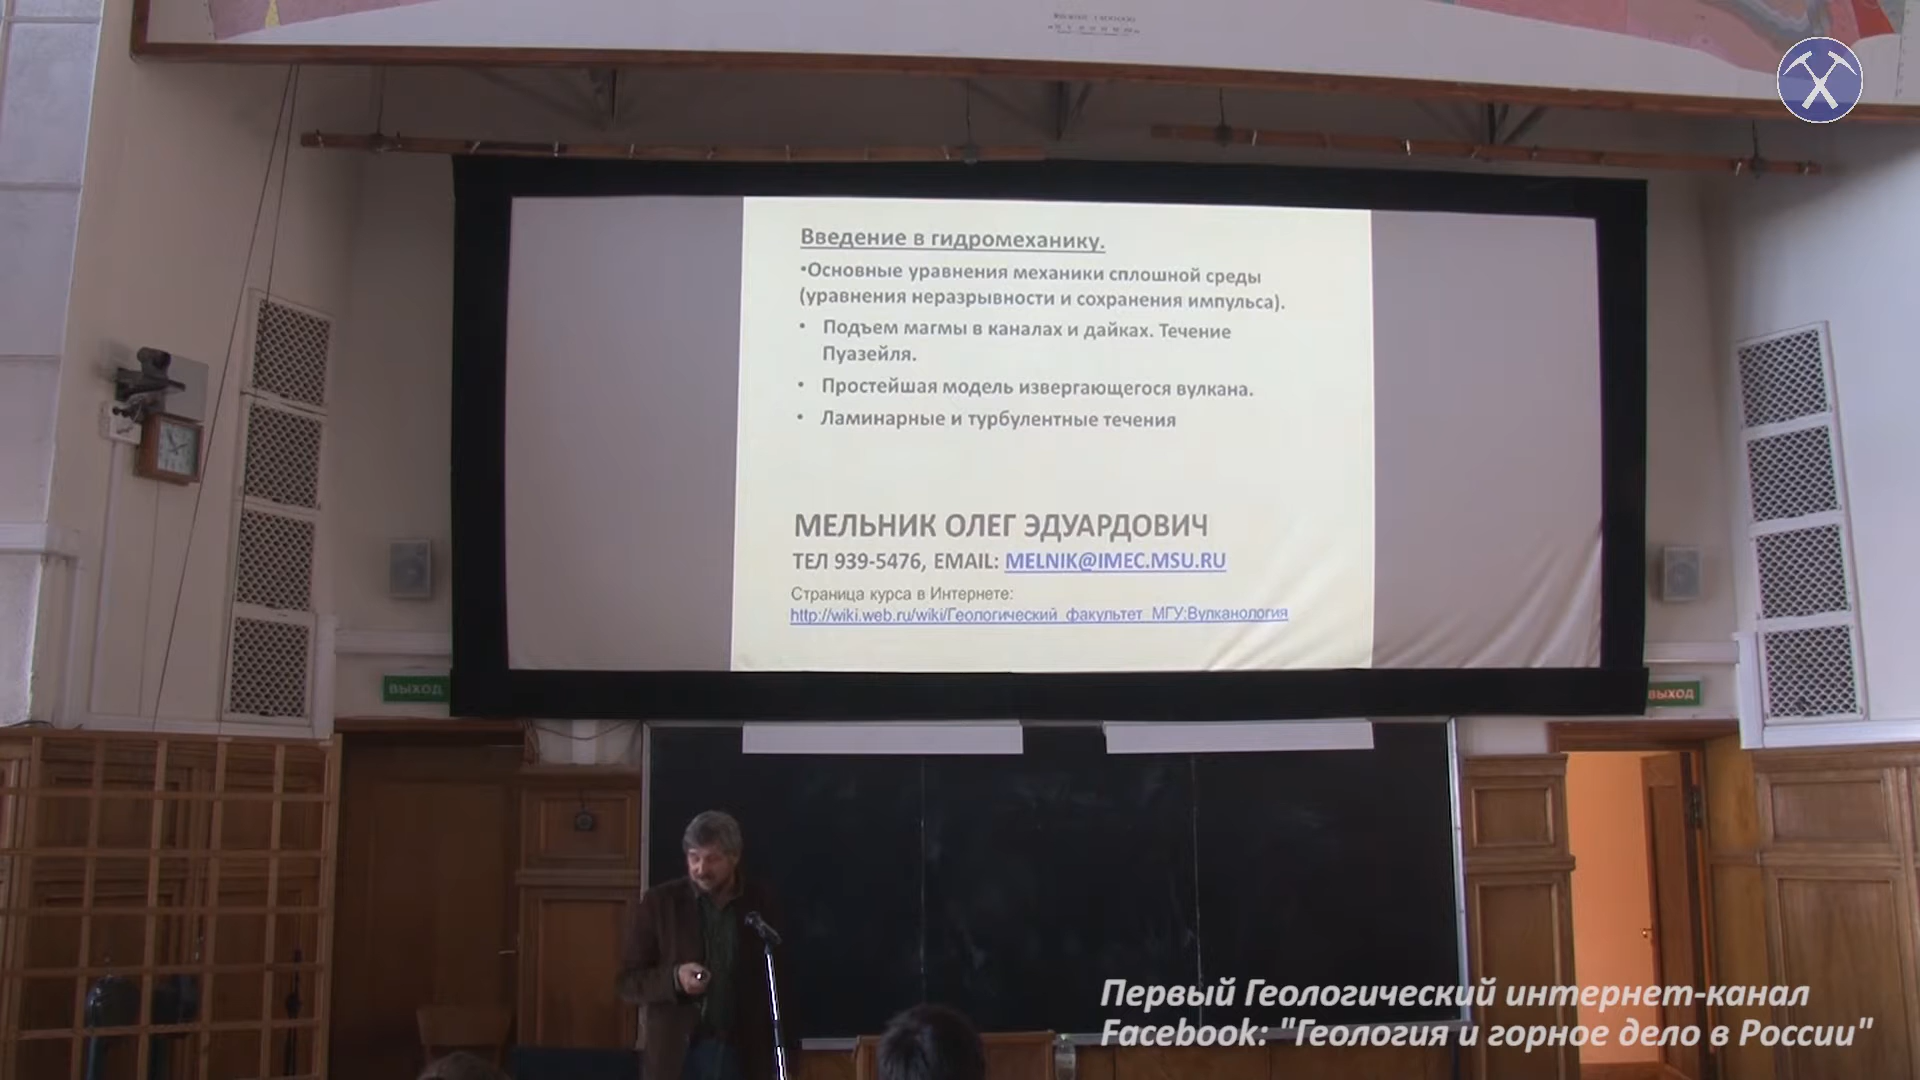 Введение в гидромеханику.
•Основные уравнения механики сплошной среды
(уравнения неразрывности и сохранения импульса).
• Подъем магмы в каналах и дайках. Течение
Пуазейля.
• Простейшая модель извергающегося вулкана.
• Ламинарные и турбулентные течения
МЕЛЬНИК ОЛЕГ ЭДУАРДОВИЧ
ТЕЛ 939-5476, EMAIL: MELNIK@IMEC.MSU.RU
Страница курса в Интернете:
http://wiki.web.ru/wiki/Геологический_факультет_МГУ:Вулканология
ВЫХОД
ВЫХОД
Первый Геологический интернет-канал
Facebook: "Геология и горное дело в России"